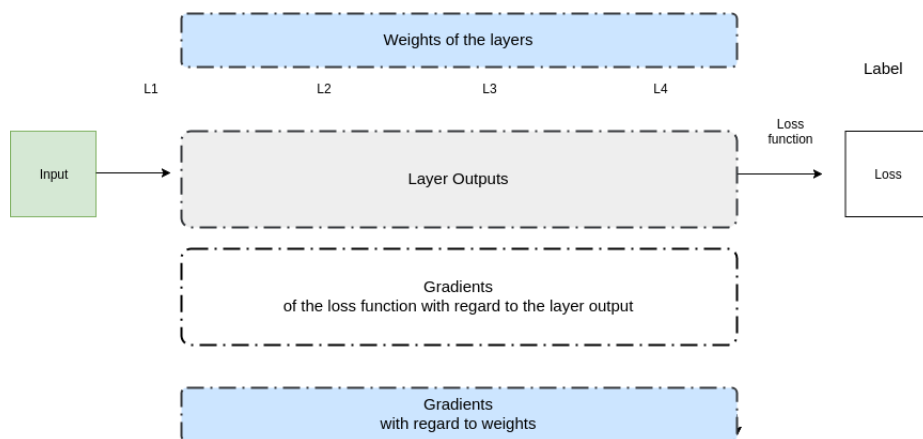 Weights of the layers
L1
L2
L3
L4
Label
Loss
function
Input
Layer Outputs
Loss
Gradients
of the loss function with regard to the layer output
Gradients
with regard to weights